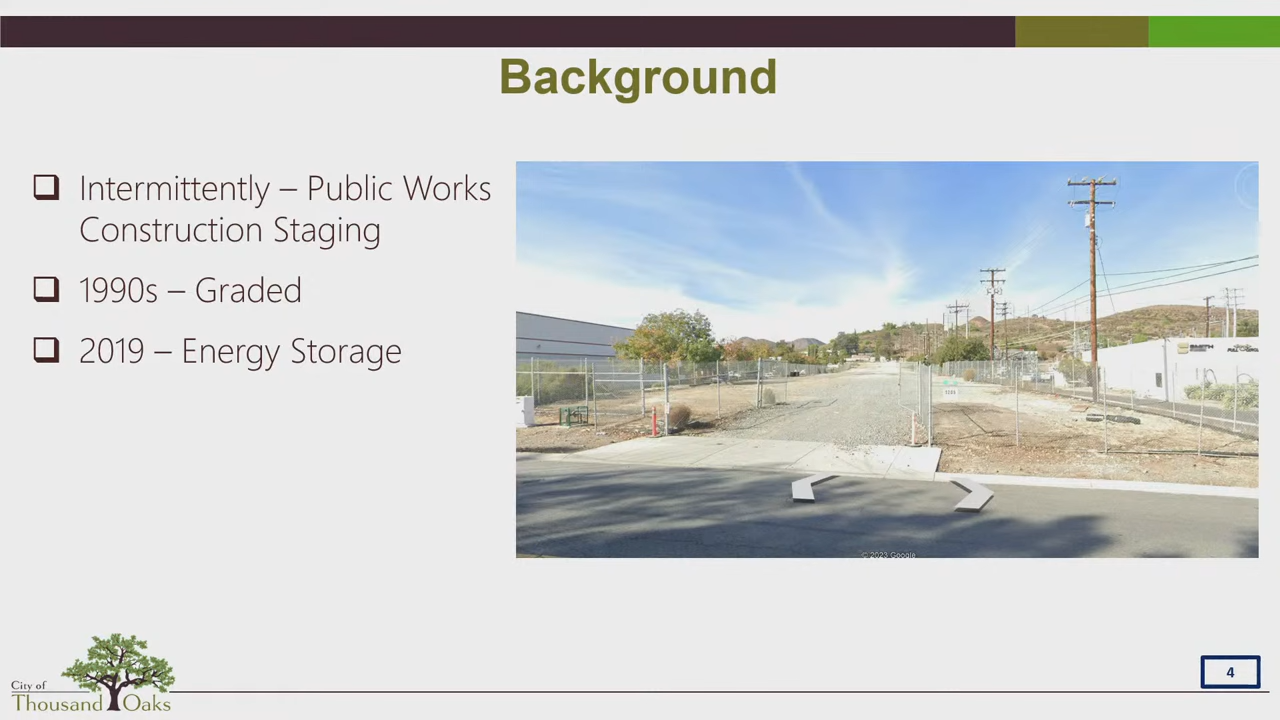 Background
Intermittently – Public Works
Construction Staging
1990s – Graded
2019 – Energy Storage
© 2023 Google
City of
Thousand Oaks
4